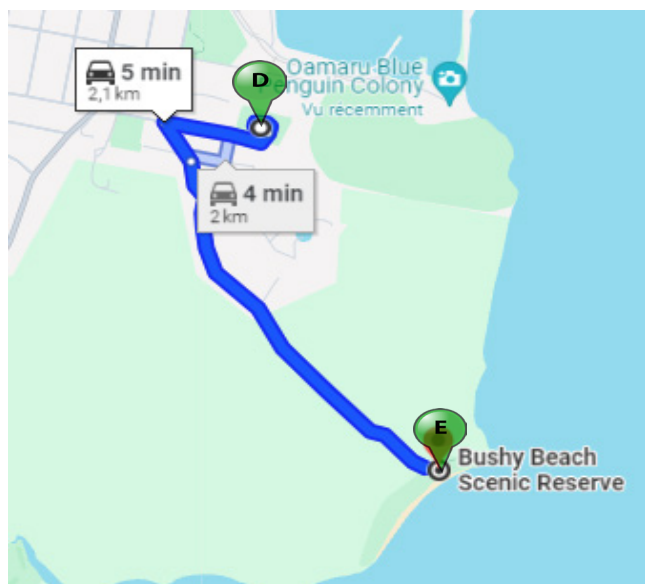 D
5 min
2,1 km
Oamaru Blue
Penguin Colony
Vu récemment
4 min
2 km
E
Bushy Beach
Scenic Reserve